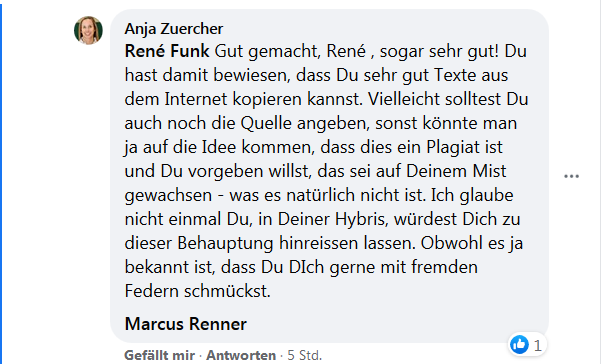 Anja Zuercher
René Funk Gut gemacht, René , sogar sehr gut! Du
hast damit bewiesen, dass Du sehr gut Texte aus
dem Internet kopieren kannst. Vielleicht solltest Du
auch noch die Quelle angeben, sonst könnte man
ja auf die Idee kommen, dass dies ein Plagiat ist
und Du vorgeben willst, das sei auf Deinem Mist
gewachsen - was es natürlich nicht ist. Ich glaube
nicht einmal Du, in Deiner Hybris, würdest Dich zu
dieser Behauptung hinreissen lassen. Obwohl es ja
bekannt ist, dass Du DIch gerne mit fremden
Federn schmückst.
Marcus Renner
1
Gefällt mir · Antworten · 5 Std.